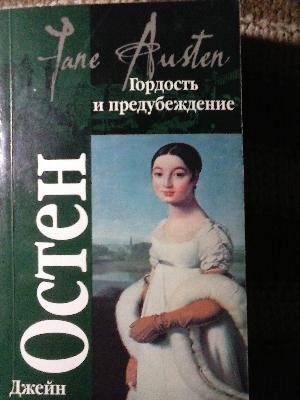 Jane Austen
Гордость
и предубеждение
Джейн
Остен